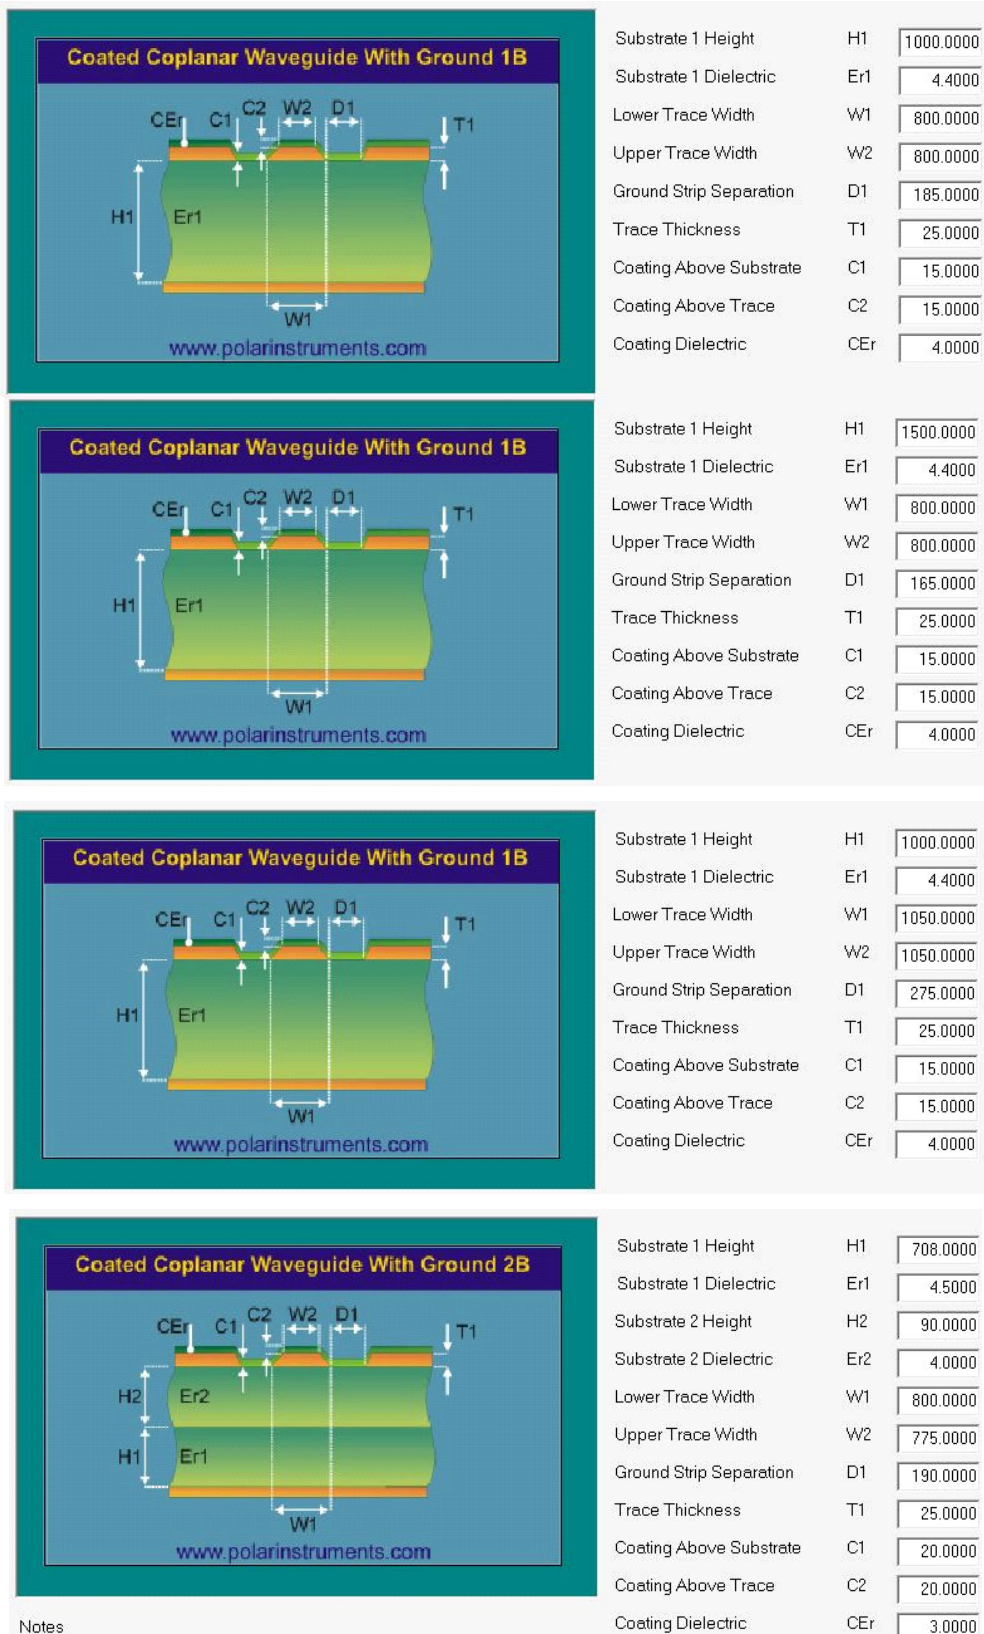 Coated Coplanar Waveguide With Ground 1B
CEr C1 C2 W2 D1 T1
H1 Er1
W1
www.polarinstruments.com
Substrate 1 Height H1 1000.0000
Substrate 1 Dielectric Er1 4.4000
Lower Trace Width W1 800.0000
Upper Trace Width W2 800.0000
Ground Strip Separation D1 185.0000
Trace Thickness T1 25.0000
Coating Above Substrate C1 15.0000
Coating Above Trace C2 15.0000
Coating Dielectric CEr 4.0000
Coated Coplanar Waveguide With Ground 1B
CEr C1 C2 W2 D1 T1
H1 Er1
W1
www.polarinstruments.com
Substrate 1 Height H1 1500.0000
Substrate 1 Dielectric Er1 4.4000
Lower Trace Width W1 800.0000
Upper Trace Width W2 800.0000
Ground Strip Separation D1 165.0000
Trace Thickness T1 25.0000
Coating Above Substrate C1 15.0000
Coating Above Trace C2 15.0000
Coating Dielectric CEr 4.0000
Coated Coplanar Waveguide With Ground 1B
CEr C1 C2 W2 D1 T1
H1 Er1
W1
www.polarinstruments.com
Substrate 1 Height H1 1000.0000
Substrate 1 Dielectric Er1 4.4000
Lower Trace Width W1 1050.0000
Upper Trace Width W2 1050.0000
Ground Strip Separation D1 275.0000
Trace Thickness T1 25.0000
Coating Above Substrate C1 15.0000
Coating Above Trace C2 15.0000
Coating Dielectric CEr 4.0000
Coated Coplanar Waveguide With Ground 2B
CEr C1 C2 W2 D1 T1
H2 Er2
H1 Er1
W1
www.polarinstruments.com
Notes
Substrate 1 Height H1 708.0000
Substrate 1 Dielectric Er1 4.5000
Substrate 2 Height H2 90.0000
Substrate 2 Dielectric Er2 4.0000
Lower Trace Width W1 800.0000
Upper Trace Width W2 775.0000
Ground Strip Separation D1 190.0000
Trace Thickness T1 25.0000
Coating Above Substrate C1 20.0000
Coating Above Trace C2 20.0000
Coating Dielectric CEr 3.0000